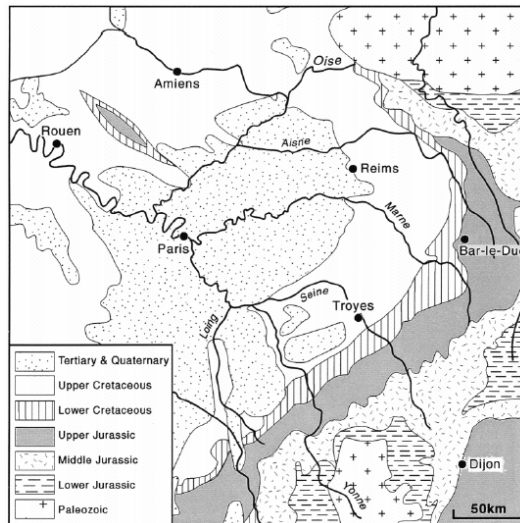 Oise
Amiens
Rouen
Aisne
Reims
Marne
Paris
Bar-le-Duc
Seine
Loing
Troyes
Tertiary & Quaternary
Upper Cretaceous
Lower Cretaceous
Upper Jurassic
Middle Jurassic
Lower Jurassic
Paleozoic
Yonne
Dijon
50km